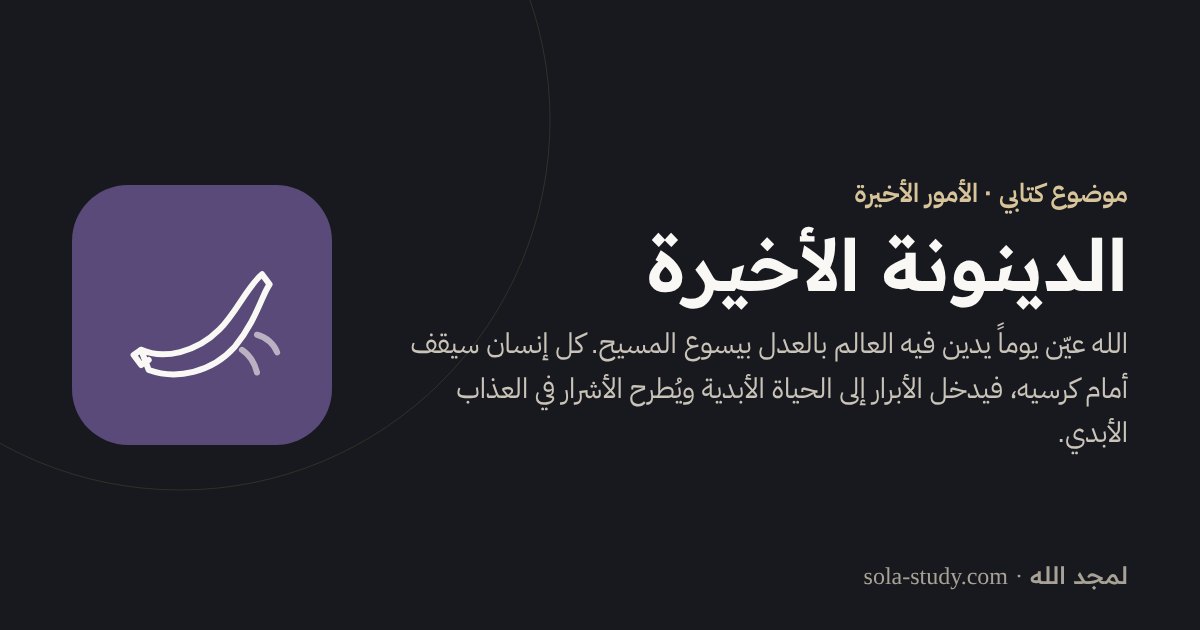 موضوع كتابي · الأمور الأخيرة
الدينونة الأخيرة
الله عيّن يوماً يدين فيه العالم بالعدل بيسوع المسيح. كل إنسان سيقف
أمام كرسيه، فيدخل الأبرار إلى الحياة الأبدية ويُطرح الأشرار في العذاب
الأبدي.
لمجد الله · sola-study.com